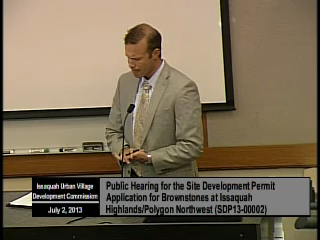 Issaquah Urban Village
Development Commission
July 2, 2013
Public Hearing for the Site Development Permit
Application for Brownstones at Issaquah
Highlands/Polygon Northwest (SDP13-00002)